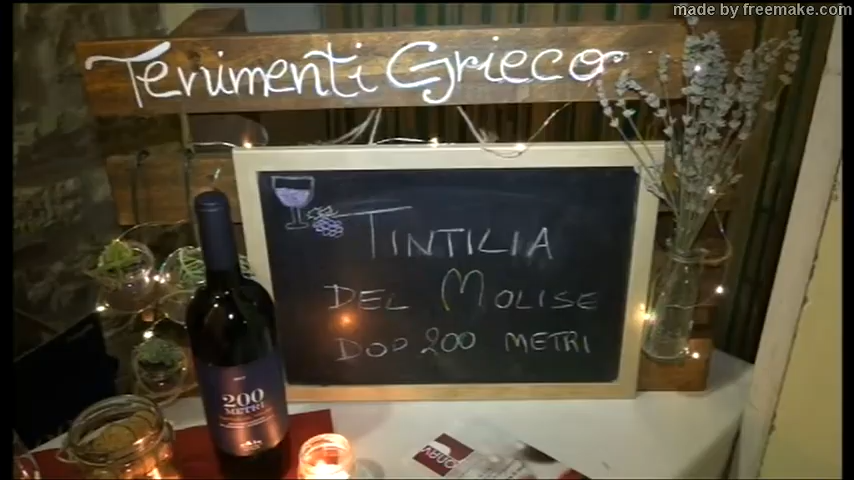 made by freemake.com
Tenimenti Grieco
TINTILIA
DEL MOLISE
DOP 200 METRI
200
METRI